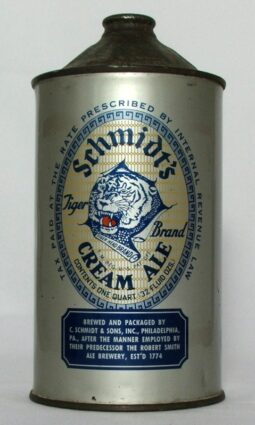 TAX PAID AT THE RATE PRESCRIBED BY INTERNAL REVENUE LAW
Schmidt's
Tiger Brand
CREAM ALE
CONTENTS ONE QUART (32 FLUID OZS.)
BREWED AND PACKAGED BY
C. SCHMIDT & SONS, INC., PHILADELPHIA,
PA., AFTER THE MANNER EMPLOYED BY
THEIR PREDECESSOR THE ROBERT SMITH
ALE BREWERY, EST'D 1774